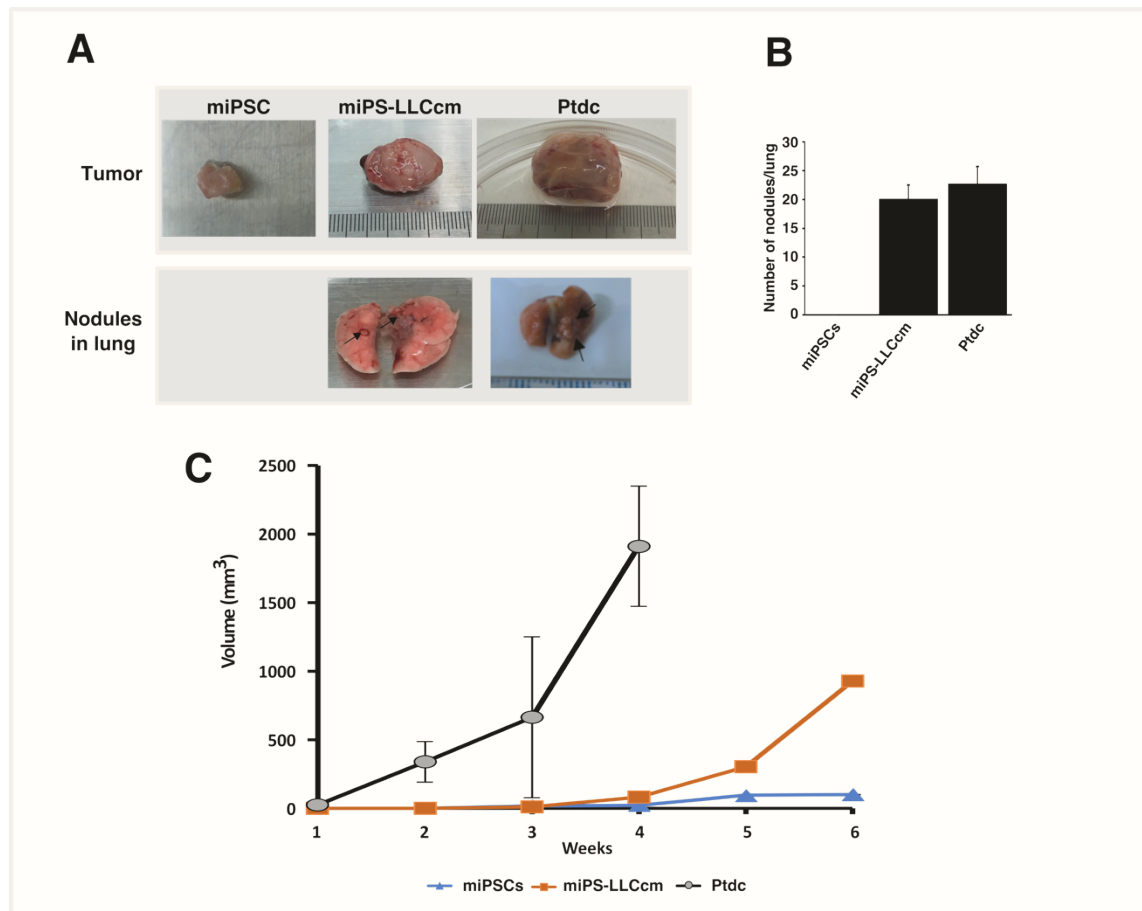 A
miPSC miPS-LLCcm Ptdc
Tumor
Nodules
in lung
B
Number of nodules/lung
30
25
20
15
10
5
0
miPSCs miPS-LLCcm Ptdc
C
Volume (mm³)
2500
2000
1500
1000
500
0
1 2 3 4 5 6
Weeks
miPSCs miPS-LLCcm Ptdc